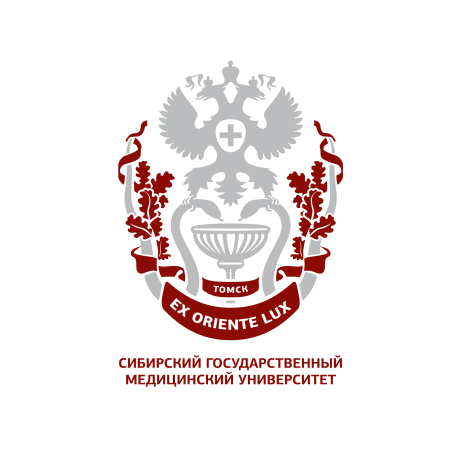 ТОМСК
EX ORIENTE LUX
СИБИРСКИЙ ГОСУДАРСТВЕННЫЙ
МЕДИЦИНСКИЙ УНИВЕРСИТЕТ